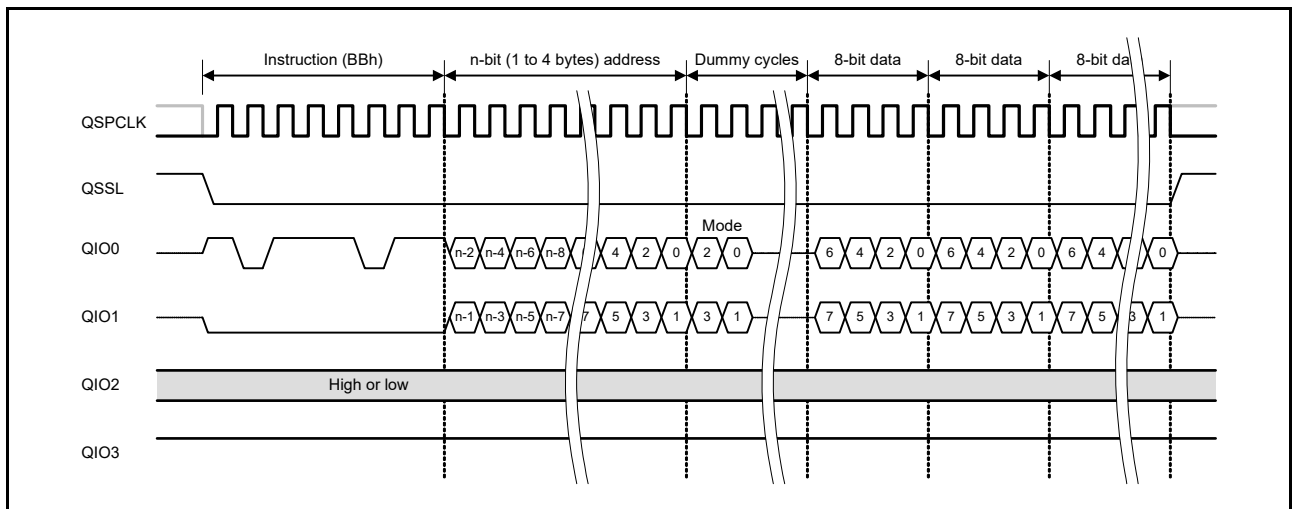 Instruction (BBh) n-bit (1 to 4 bytes) address Dummy cycles 8-bit data 8-bit data 8-bit da
QSPCLK
QSSL
Mode
QIO0 n-2 n-4 n-6 n-8 4 2 0 2 0 6 4 2 0 6 4 2 0 6 4 0
QIO1 n-1 n-3 n-5 n-7 7 5 3 1 3 1 7 5 3 1 7 5 3 1 7 5 3 1
QIO2 High or low
QIO3